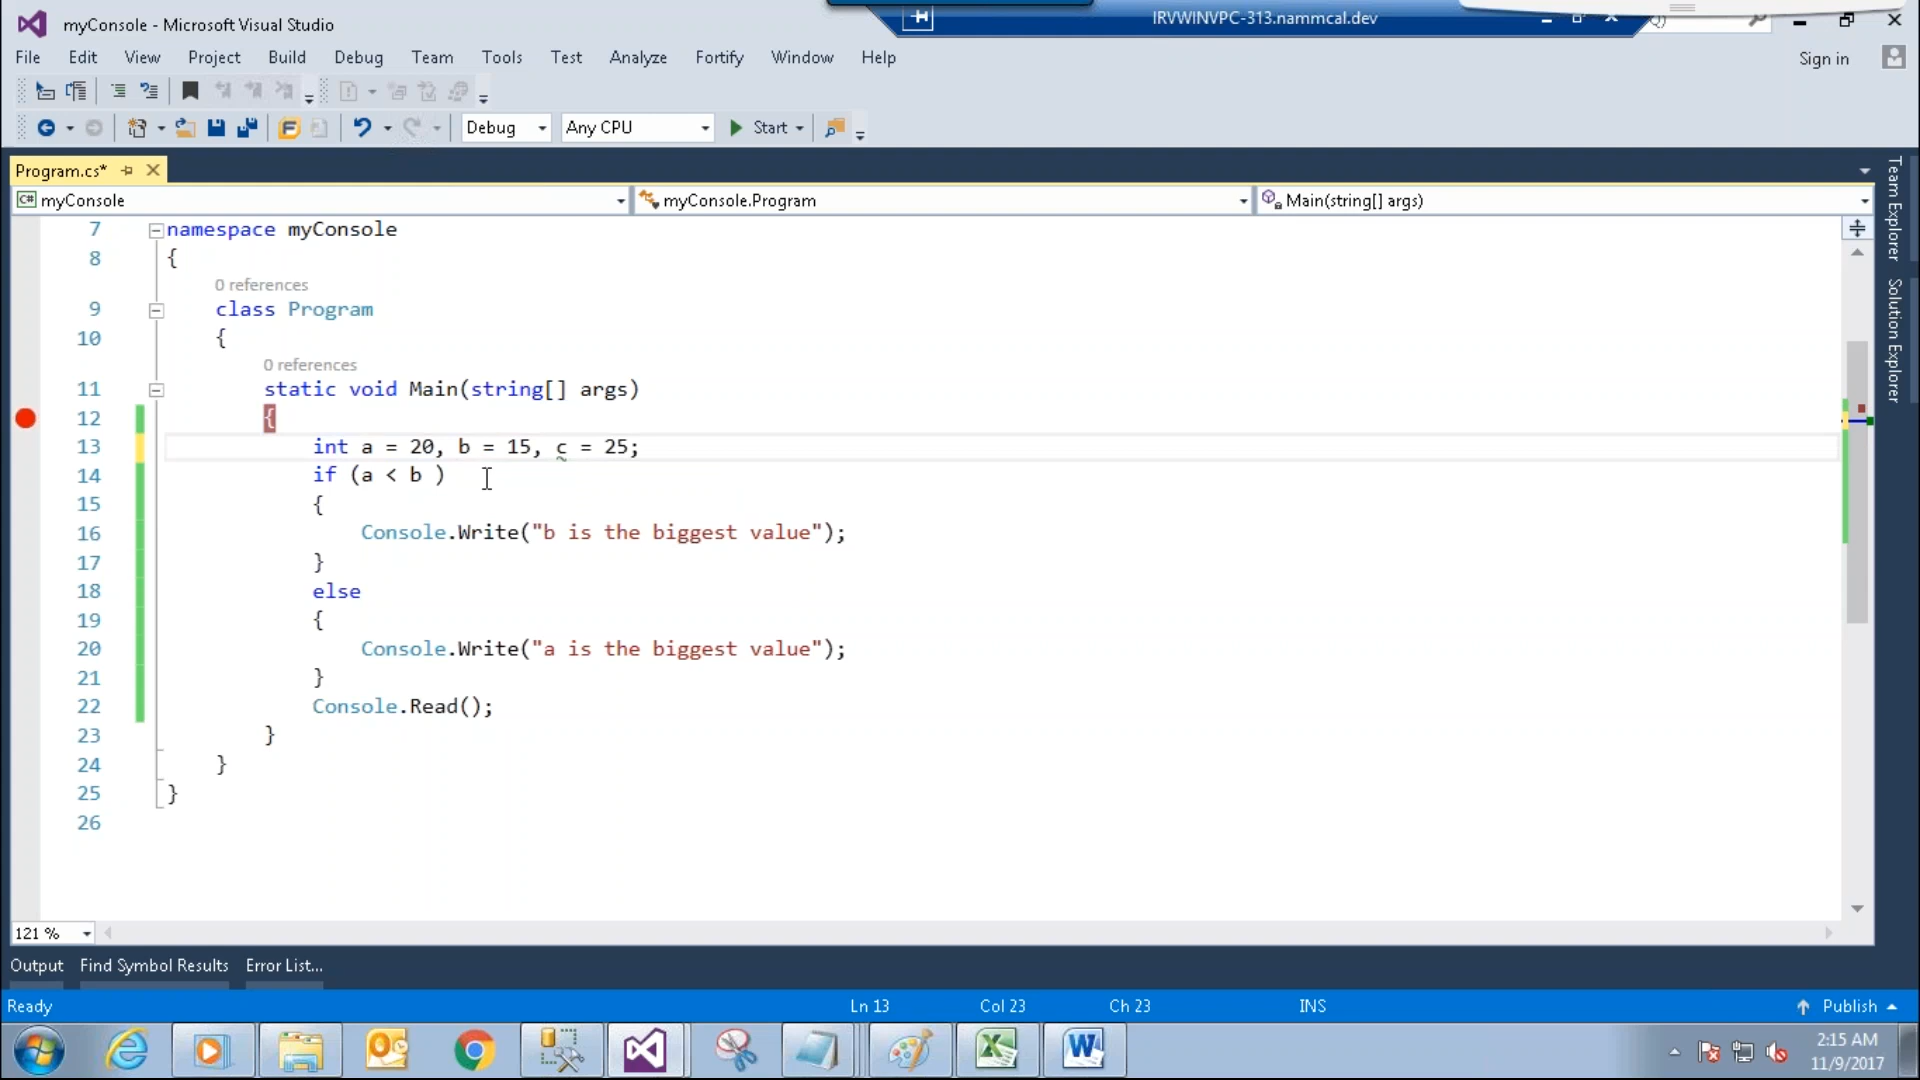 myConsole - Microsoft Visual Studio
IRVWINVPC-313.nammcal.dev
File Edit View Project Build Debug Team Tools Test Analyze Fortify Window Help
Sign in
Debug Any CPU Start
Program.cs*
C# myConsole
myConsole.Program
Main(string[] args)
Team Explorer
Solution Explorer
7 namespace myConsole
8 {
0 references
9 class Program
10 {
0 references
11 static void Main(string[] args)
12 {
13 int a = 20, b = 15, c = 25;
14 if (a < b )
15 {
16 Console.Write("b is the biggest value");
17 }
18 else
19 {
20 Console.Write("a is the biggest value");
21 }
22 Console.Read();
23 }
24 }
25 }
26
121 %
Output Find Symbol Results Error List...
Ready Ln 13 Col 23 Ch 23 INS Publish
2:15 AM
11/9/2017